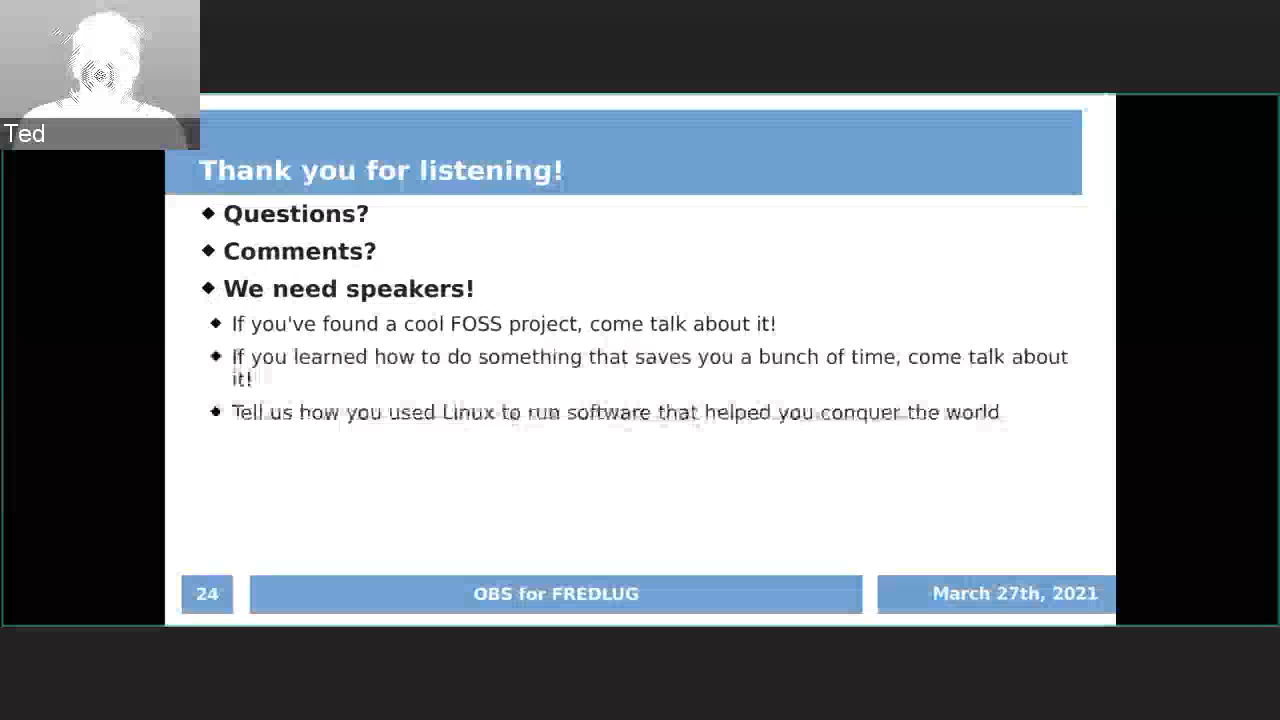 Ted
Thank you for listening!
Questions?
Comments?
We need speakers!
If you've found a cool FOSS project, come talk about it!
If you learned how to do something that saves you a bunch of time, come talk about
it!
Tell us how you used Linux to run software that helped you conquer the world
24
OBS for FREDLUG
March 27th, 2021